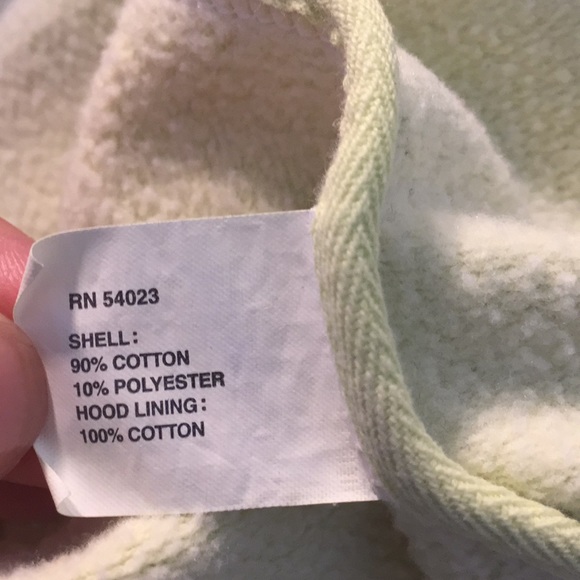 RN 54023
SHELL:
90% COTTON
10% POLYESTER
HOOD LINING:
100% COTTON